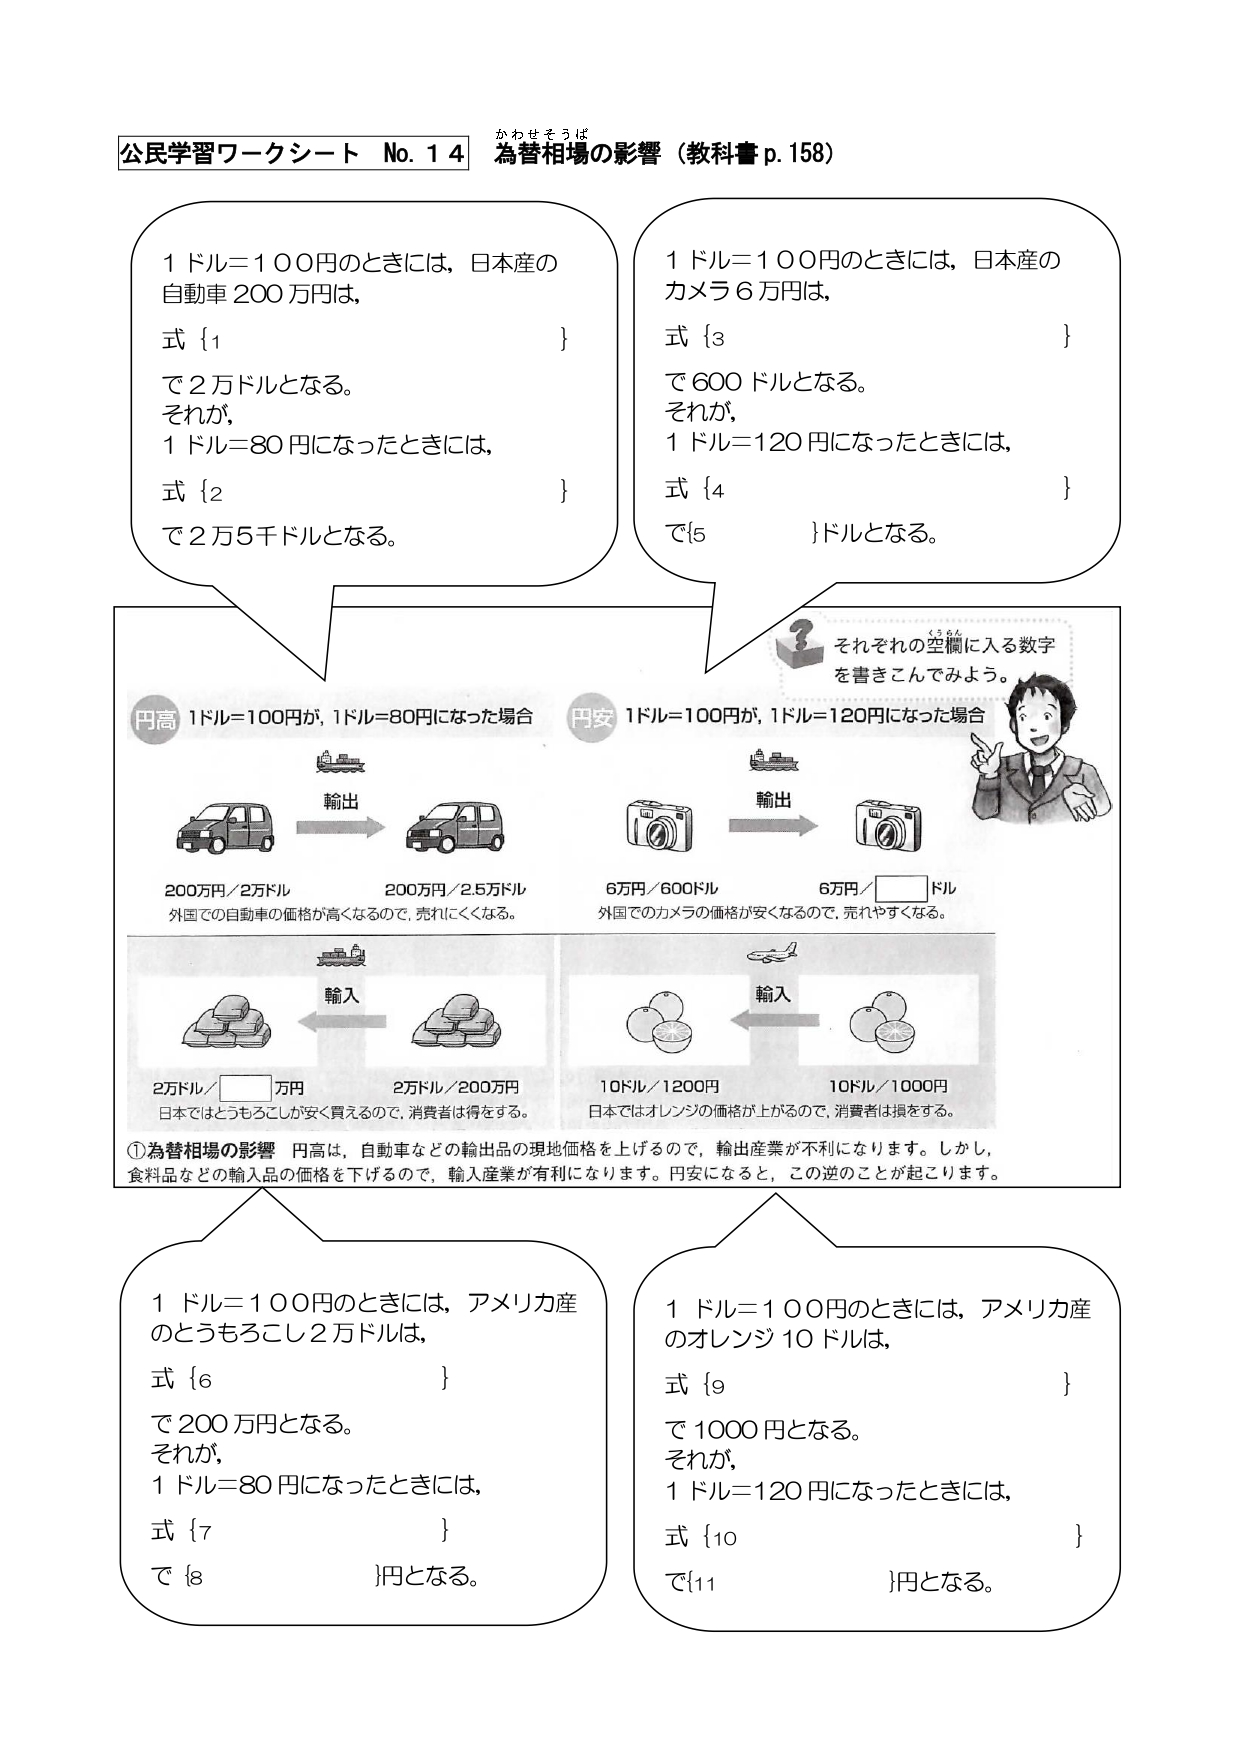 公民学習ワークシート　No.１４　為替相場の影響（教科書 p.158）
かわせそうば
１ドル＝１００円のときには，日本産の
自動車 200 万円は，
式｛1　　　　　　　　　　　　　　｝
で２万ドルとなる。
それが，
１ドル＝80 円になったときには，
式｛2　　　　　　　　　　　　　　｝
で２万５千ドルとなる。
１ドル＝１００円のときには，日本産の
カメラ６万円は，
式｛3　　　　　　　　　　　　　　｝
で 600 ドルとなる。
それが，
１ドル＝120 円になったときには，
式｛4　　　　　　　　　　　　　　｝
で{5　　　　　}ドルとなる。
?
それぞれの空欄に入る数字
くうらん
を書きこんでみよう。
円高　1ドル＝100円が，1ドル＝80円になった場合
輸出
200万円／2万ドル　　200万円／2.5万ドル
外国での自動車の価格が高くなるので，売れにくくなる。
円安　1ドル＝100円が，1ドル＝120円になった場合
輸出
6万円／600ドル　　6万円／　　ドル
外国でのカメラの価格が安くなるので，売れやすくなる。
輸入
2万ドル／　　万円　　2万ドル／200万円
日本ではとうもろこしが安く買えるので，消費者は得をする。
輸入
10ドル／1200円　　10ドル／1000円
日本ではオレンジの価格が上がるので，消費者は損をする。
①為替相場の影響　円高は，自動車などの輸出品の現地価格を上げるので，輸出産業が不利になります。しかし，
食料品などの輸入品の価格を下げるので，輸入産業が有利になります。円安になると，この逆のことが起こります。
１ ドル＝１００円のときには，アメリカ産
のとうもろこし２万ドルは，
式｛6　　　　　　　　　　｝
で 200 万円となる。
それが，
１ドル＝80 円になったときには，
式｛7　　　　　　　　　　｝
で｛8　　　　　　　　}円となる。
１ ドル＝１００円のときには，アメリカ産
のオレンジ 10 ドルは，
式｛9　　　　　　　　　　　　　　｝
で 1000 円となる。
それが，
１ドル＝120 円になったときには，
式｛10　　　　　　　　　　　　　　｝
で{11　　　　　　　　}円となる。